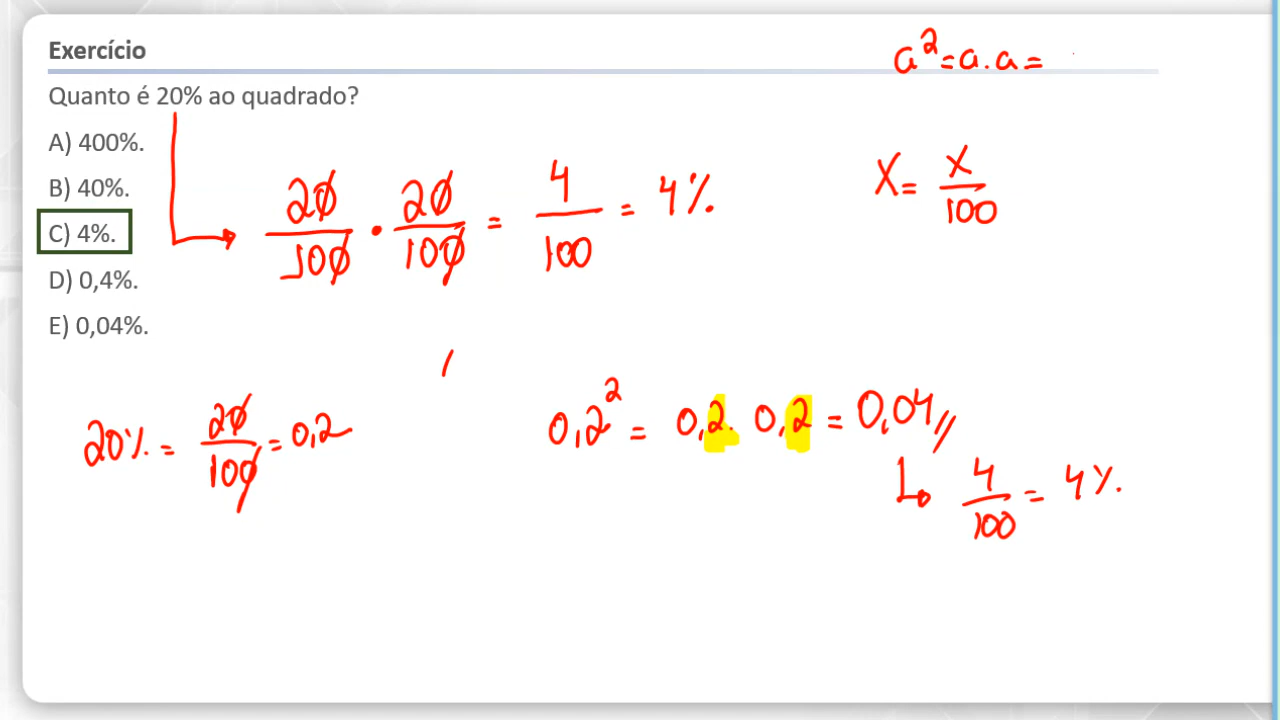 Exercício
a² = a . a =
Quanto é 20% ao quadrado?
A) 400%.
B) 40%.
C) 4%.
D) 0,4%.
E) 0,04%.
20/100 • 20/100 = 4/100 = 4%
X = X/100
20% = 20/100 = 0,2
0,2² = 0,2 . 0,2 = 0,04//
4/100 = 4%.